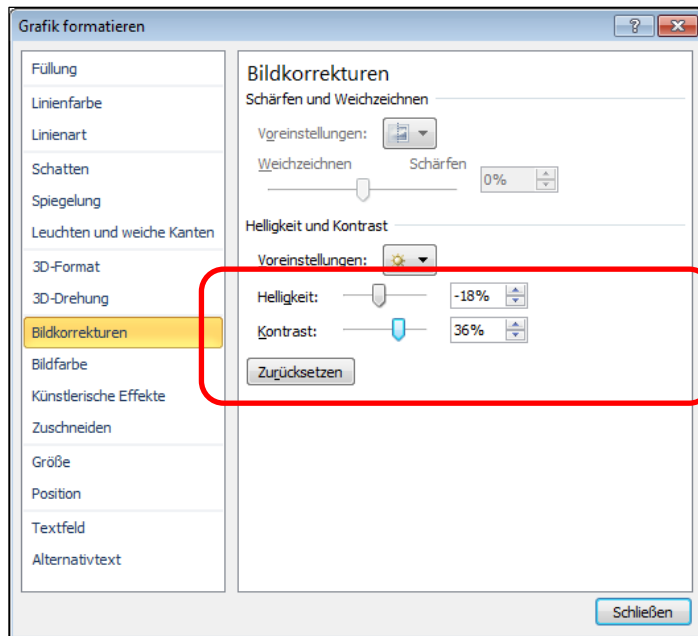 Grafik formatieren
Füllung
Linienfarbe
Linienart
Schatten
Spiegelung
Leuchten und weiche Kanten
3D-Format
3D-Drehung
Bildkorrekturen
Bildfarbe
Künstlerische Effekte
Zuschneiden
Größe
Position
Textfeld
Alternativtext
Bildkorrekturen
Schärfen und Weichzeichnen
Voreinstellungen:
Weichzeichnen Schärfen
0%
Helligkeit und Kontrast
Voreinstellungen:
Helligkeit: -18%
Kontrast: 36%
Zurücksetzen
Schließen